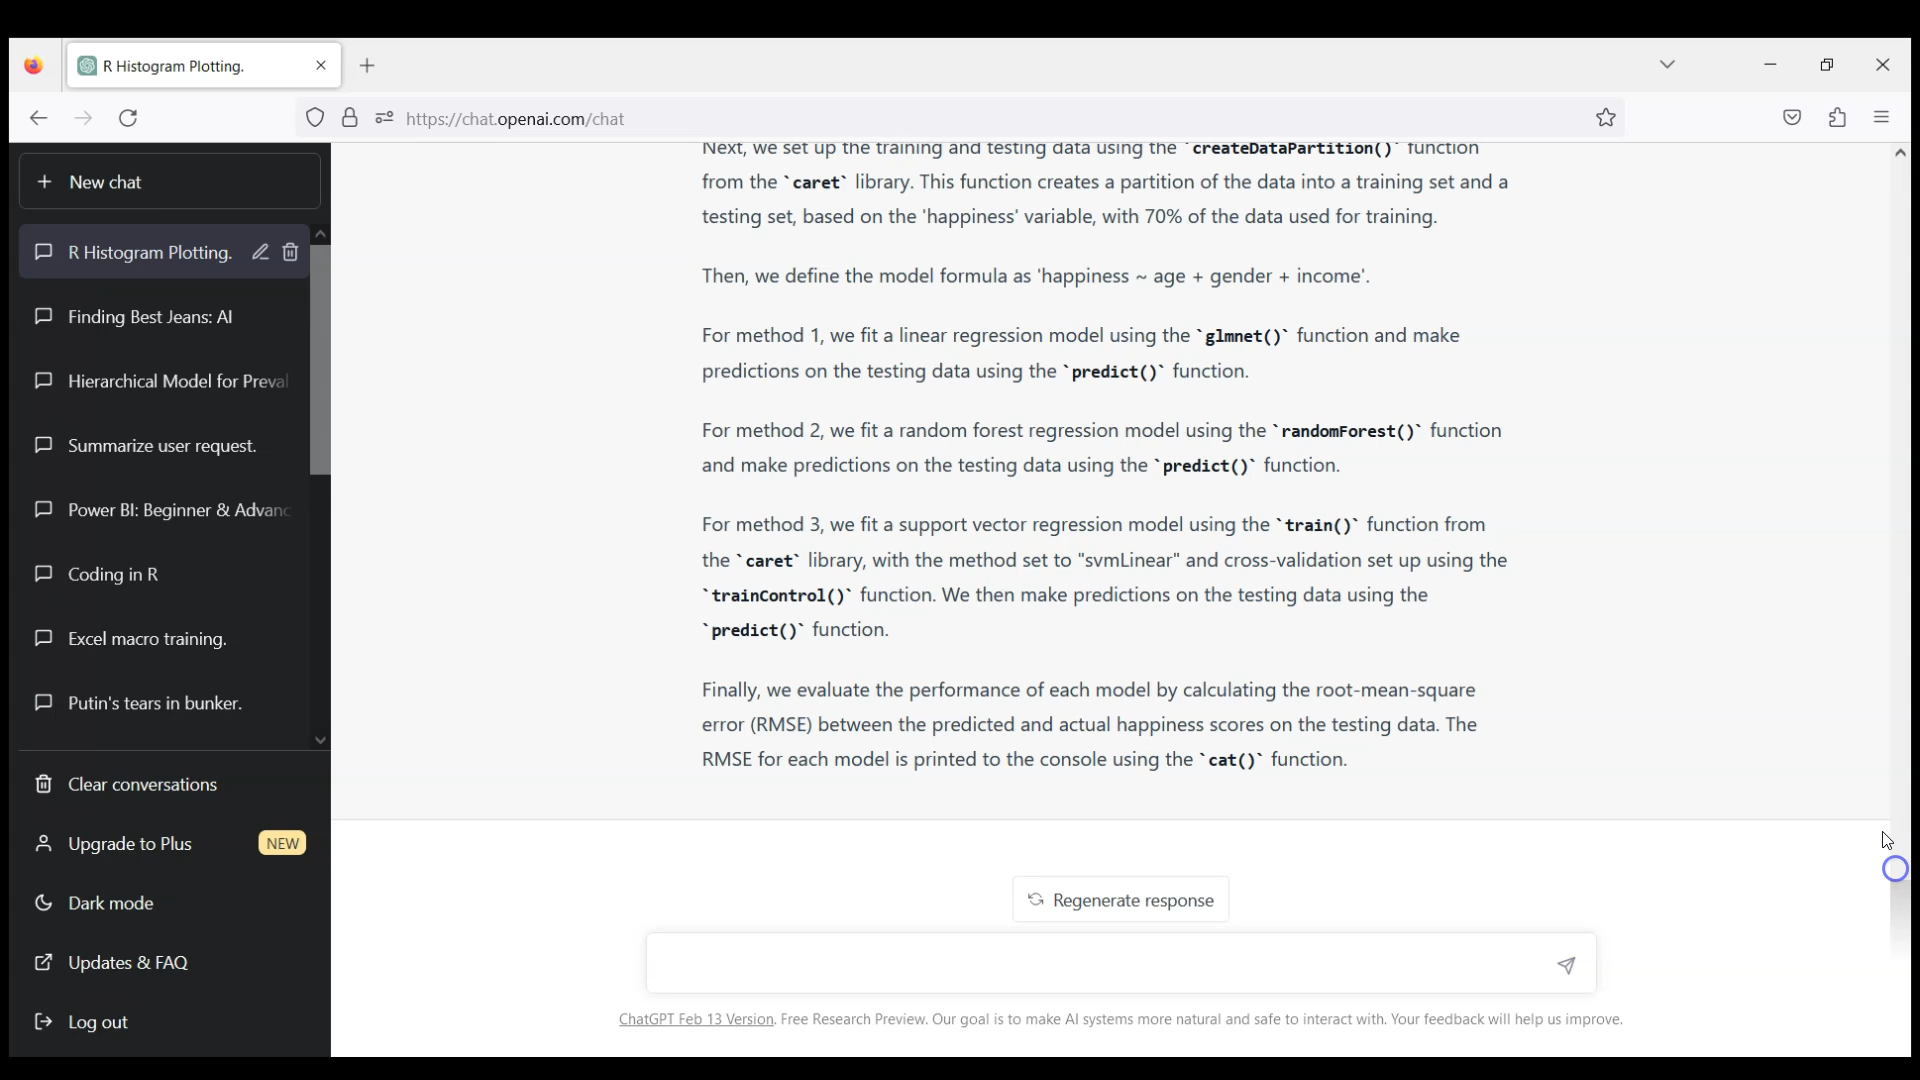 R Histogram Plotting.
https://chat.openai.com/chat
New chat
R Histogram Plotting.
Finding Best Jeans: AI
Hierarchical Model for Preval
Summarize user request.
Power BI: Beginner & Advanc
Coding in R
Excel macro training.
Putin's tears in bunker.
Clear conversations
Upgrade to Plus NEW
Dark mode
Updates & FAQ
Log out
Next, we set up the training and testing data using the `createDataPartition()` function
from the `caret` library. This function creates a partition of the data into a training set and a
testing set, based on the 'happiness' variable, with 70% of the data used for training.
Then, we define the model formula as 'happiness ~ age + gender + income'.
For method 1, we fit a linear regression model using the `glmnet()` function and make
predictions on the testing data using the `predict()` function.
For method 2, we fit a random forest regression model using the `randomForest()` function
and make predictions on the testing data using the `predict()` function.
For method 3, we fit a support vector regression model using the `train()` function from
the `caret` library, with the method set to "svmLinear" and cross-validation set up using the
`trainControl()` function. We then make predictions on the testing data using the
`predict()` function.
Finally, we evaluate the performance of each model by calculating the root-mean-square
error (RMSE) between the predicted and actual happiness scores on the testing data. The
RMSE for each model is printed to the console using the `cat()` function.
Regenerate response
ChatGPT Feb 13 Version. Free Research Preview. Our goal is to make AI systems more natural and safe to interact with. Your feedback will help us improve.